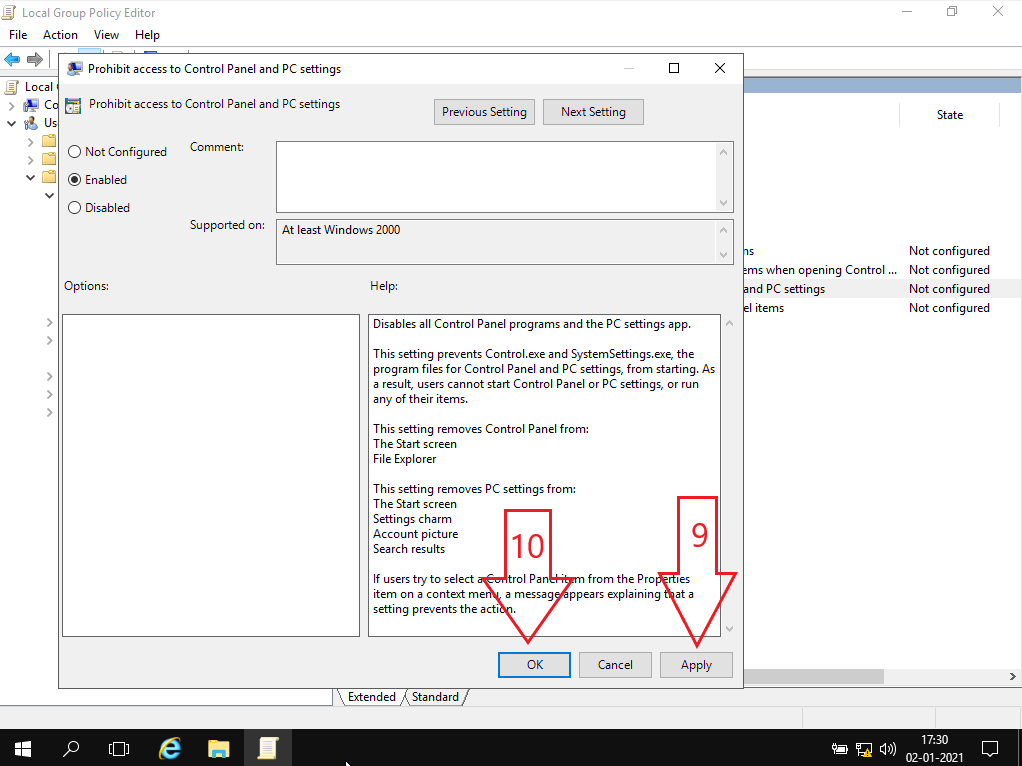 Local Group Policy Editor
File Action View Help
Prohibit access to Control Panel and PC settings
Prohibit access to Control Panel and PC settings
Previous Setting Next Setting
Not Configured
Enabled
Disabled
Comment:
Supported on:
At least Windows 2000
Options:
Help:
Disables all Control Panel programs and the PC settings app.
This setting prevents Control.exe and SystemSettings.exe, the
program files for Control Panel and PC settings, from starting. As
a result, users cannot start Control Panel or PC settings, or run
any of their items.
This setting removes Control Panel from:
The Start screen
File Explorer
This setting removes PC settings from:
The Start screen
Settings charm
Account picture
Search results
If users try to select a Control Panel item from the Properties
item on a context menu, a message appears explaining that a
setting prevents the action.
10
9
OK Cancel Apply
Local
Co
Us
State
ns Not configured
ems when opening Control ... Not configured
and PC settings Not configured
el items Not configured
Extended Standard
17:30
02-01-2021